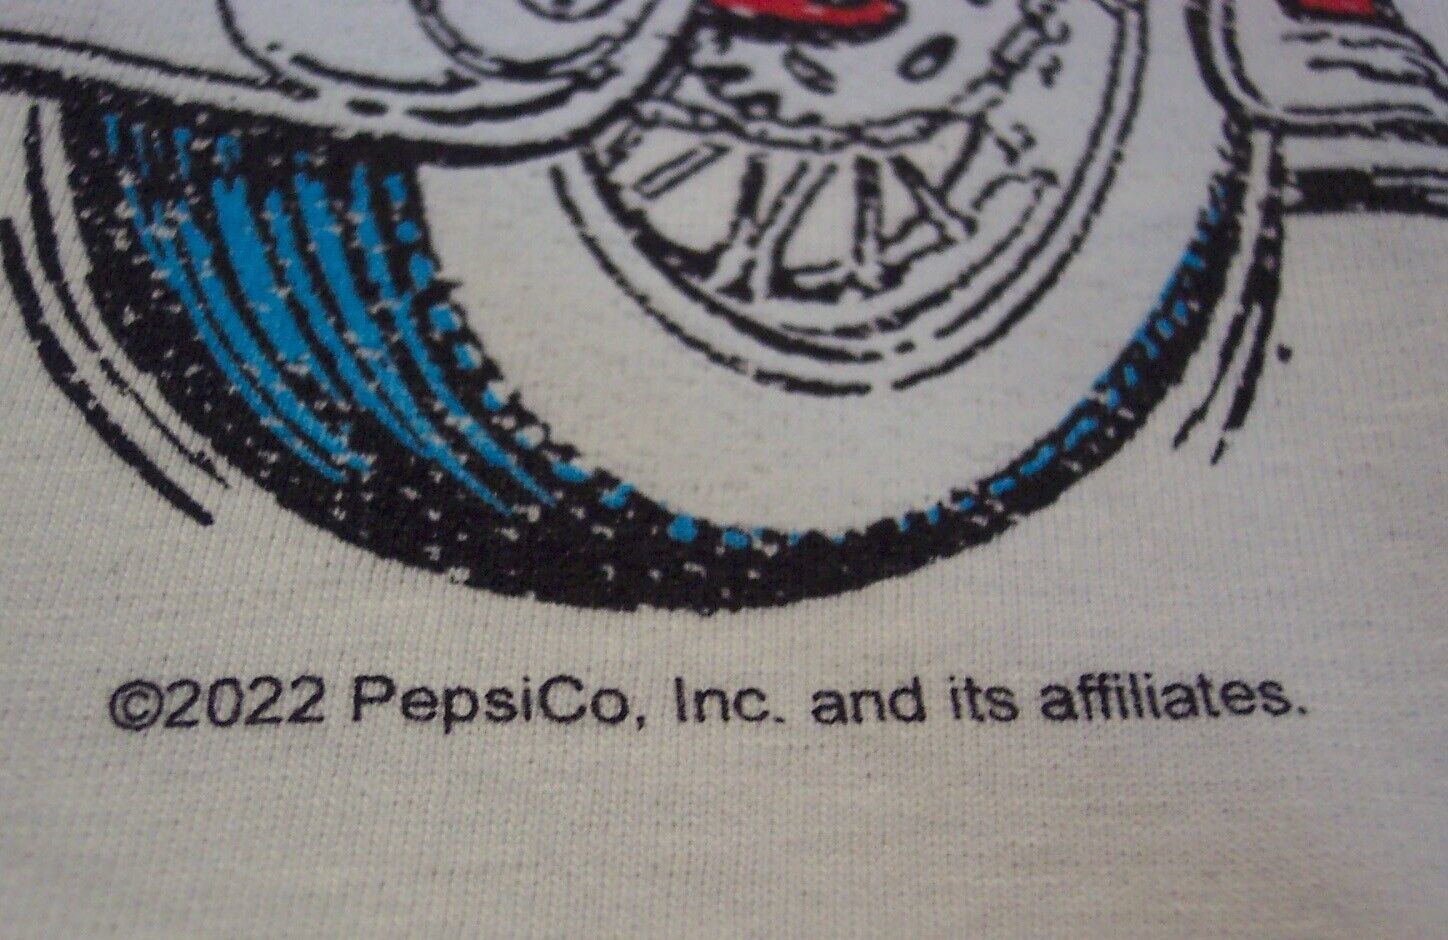 ©2022 PepsiCo, Inc. and its affiliates.